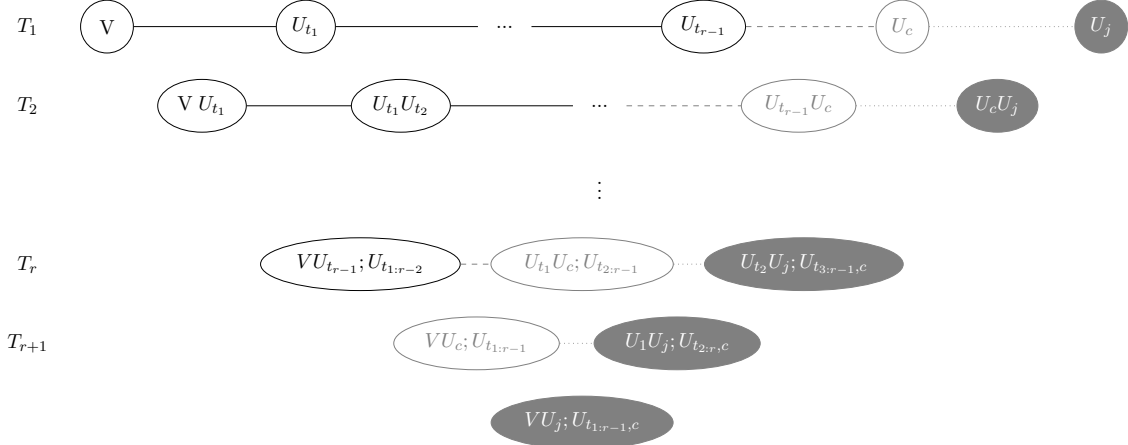 T_1 V U_{t_1} ... U_{t_{r-1}} U_c U_j
T_2 V U_{t_1} U_{t_1}U_{t_2} ... U_{t_{r-1}}U_c U_cU_j
⋮
T_r VU_{t_{r-1}};U_{t_{1:r-2}} U_{t_1}U_c;U_{t_{2:r-1}} U_{t_2}U_j;U_{t_{3:r-1},c}
T_{r+1} VU_c;U_{t_{1:r-1}} U_1U_j;U_{t_{2:r},c}
VU_j;U_{t_{1:r-1},c}